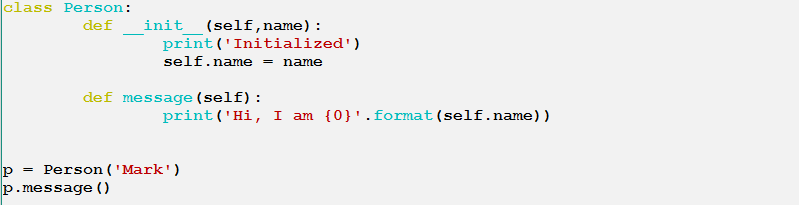 class Person:
        def __init__(self,name):
                print('Initialized')
                self.name = name

        def message(self):
                print('Hi, I am {0}'.format(self.name))


p = Person('Mark')
p.message()